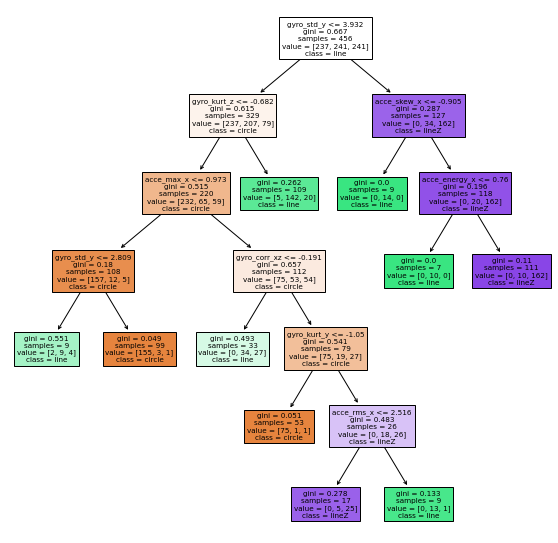 gyro_std_y <= 3.932
gini = 0.667
samples = 456
value = [237, 241, 241]
class = line
gyro_kurt_z <= -0.682
gini = 0.615
samples = 329
value = [237, 207, 79]
class = circle
acce_skew_x <= -0.905
gini = 0.287
samples = 127
value = [0, 34, 162]
class = lineZ
acce_max_x <= 0.973
gini = 0.515
samples = 220
value = [232, 65, 59]
class = circle
gini = 0.262
samples = 109
value = [5, 142, 20]
class = line
gini = 0.0
samples = 9
value = [0, 14, 0]
class = line
acce_energy_x <= 0.76
gini = 0.196
samples = 118
value = [0, 20, 162]
class = lineZ
gyro_std_y <= 2.809
gini = 0.18
samples = 108
value = [157, 12, 5]
class = circle
gyro_corr_xz <= -0.191
gini = 0.657
samples = 112
value = [75, 53, 54]
class = circle
gini = 0.0
samples = 7
value = [0, 10, 0]
class = line
gini = 0.11
samples = 111
value = [0, 10, 162]
class = lineZ
gini = 0.551
samples = 9
value = [2, 9, 4]
class = line
gini = 0.049
samples = 99
value = [155, 3, 1]
class = circle
gini = 0.493
samples = 33
value = [0, 34, 27]
class = line
gyro_kurt_y <= -1.05
gini = 0.541
samples = 79
value = [75, 19, 27]
class = circle
gini = 0.051
samples = 53
value = [75, 1, 1]
class = circle
acce_rms_x <= 2.516
gini = 0.483
samples = 26
value = [0, 18, 26]
class = lineZ
gini = 0.278
samples = 17
value = [0, 5, 25]
class = lineZ
gini = 0.133
samples = 9
value = [0, 13, 1]
class = line